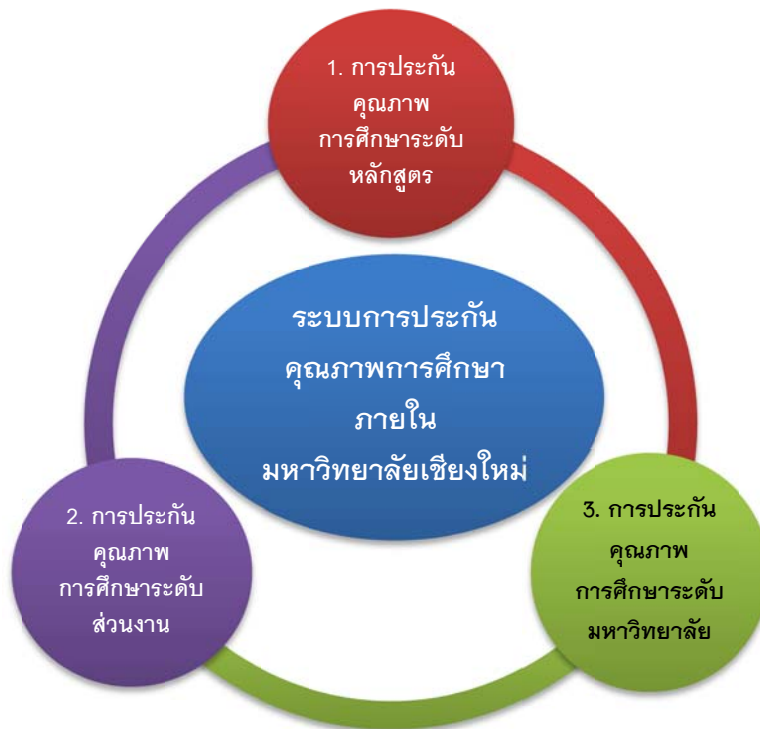 1. การประกัน
คุณภาพ
การศึกษาระดับ
หลักสูตร
ระบบการประกัน
คุณภาพการศึกษา
ภายใน
มหาวิทยาลัยเชียงใหม่
2. การประกัน
คุณภาพ
การศึกษาระดับ
ส่วนงาน
3. การประกัน
คุณภาพ
การศึกษาระดับ
มหาวิทยาลัย